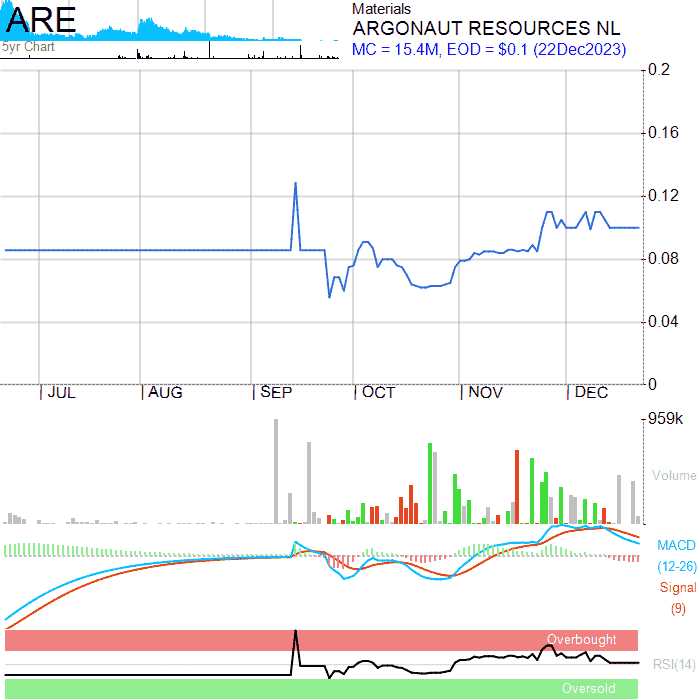 ARE
5yr Chart
Materials
ARGONAUT RESOURCES NL
MC = 15.4M, EOD = $0.1 (22Dec2023)
0.2
0.16
0.12
0.08
0.04
0
JUL AUG SEP OCT NOV DEC
959k
Volume
MACD
(12-26)
Signal
(9)
Overbought
RSI(14)
Oversold